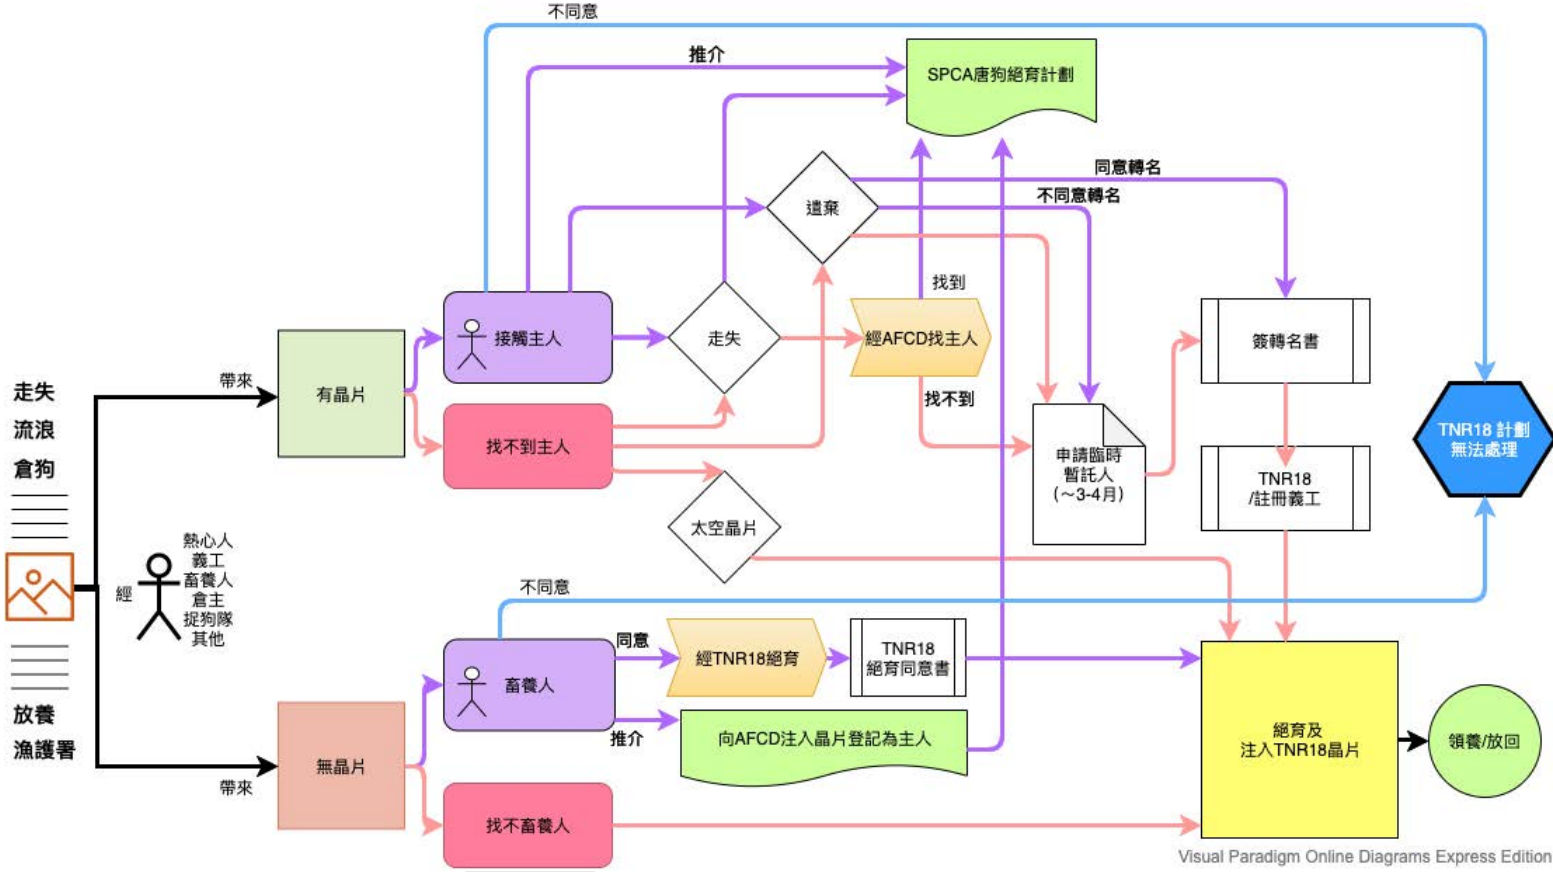 不同意
推介
SPCA唐狗絕育計劃
同意轉名
不同意轉名
遣棄
找到
接觸主人
走失
經AFCD找主人
簽轉名書
帶來
有晶片
走失
流浪
倉狗
找不到
TNR18 計劃
無法處理
找不到主人
申請臨時
暫託人
(～3-4月)
TNR18
/註冊義工
太空晶片
熱心人
義工
畜養人
倉主
捉狗隊
其他
經
不同意
同意
經TNR18絕育
TNR18
絕育同意書
畜養人
放養
漁護署
推介
向AFCD注入晶片登記為主人
絕育及
注入TNR18晶片
領養/放回
無晶片
帶來
找不畜養人
Visual Paradigm Online Diagrams Express Edition